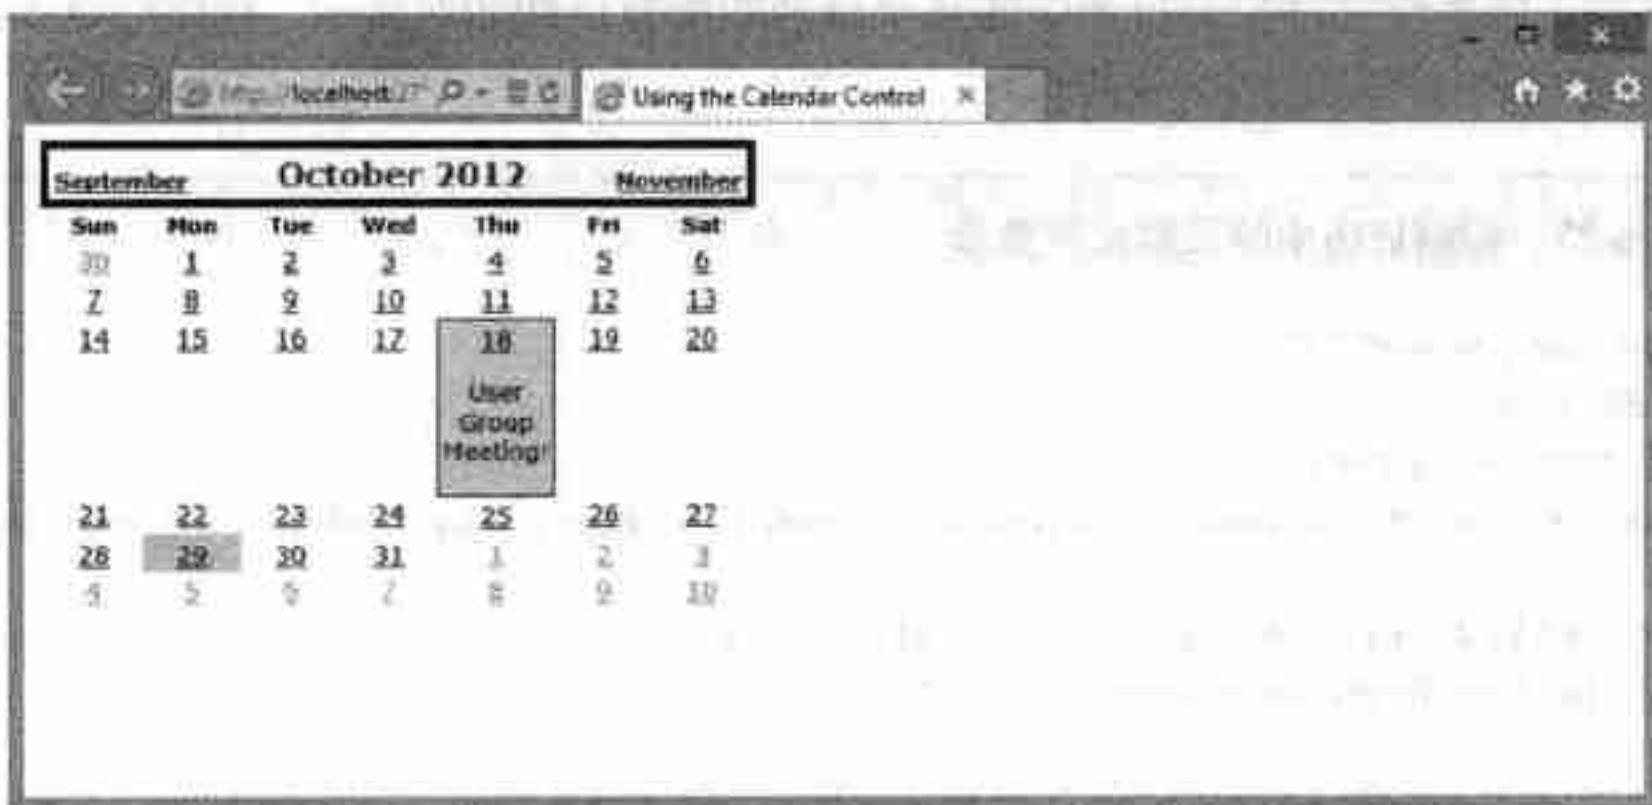 localhost
Using the Calendar Control
September October 2012 November
Sun Mon Tue Wed Thu Fri Sat
30 1 2 3 4 5 6
7 8 9 10 11 12 13
14 15 16 17 18 19 20
User
Group
Meeting!
21 22 23 24 25 26 27
28 29 30 31 1 2 3
4 5 6 7 8 9 10